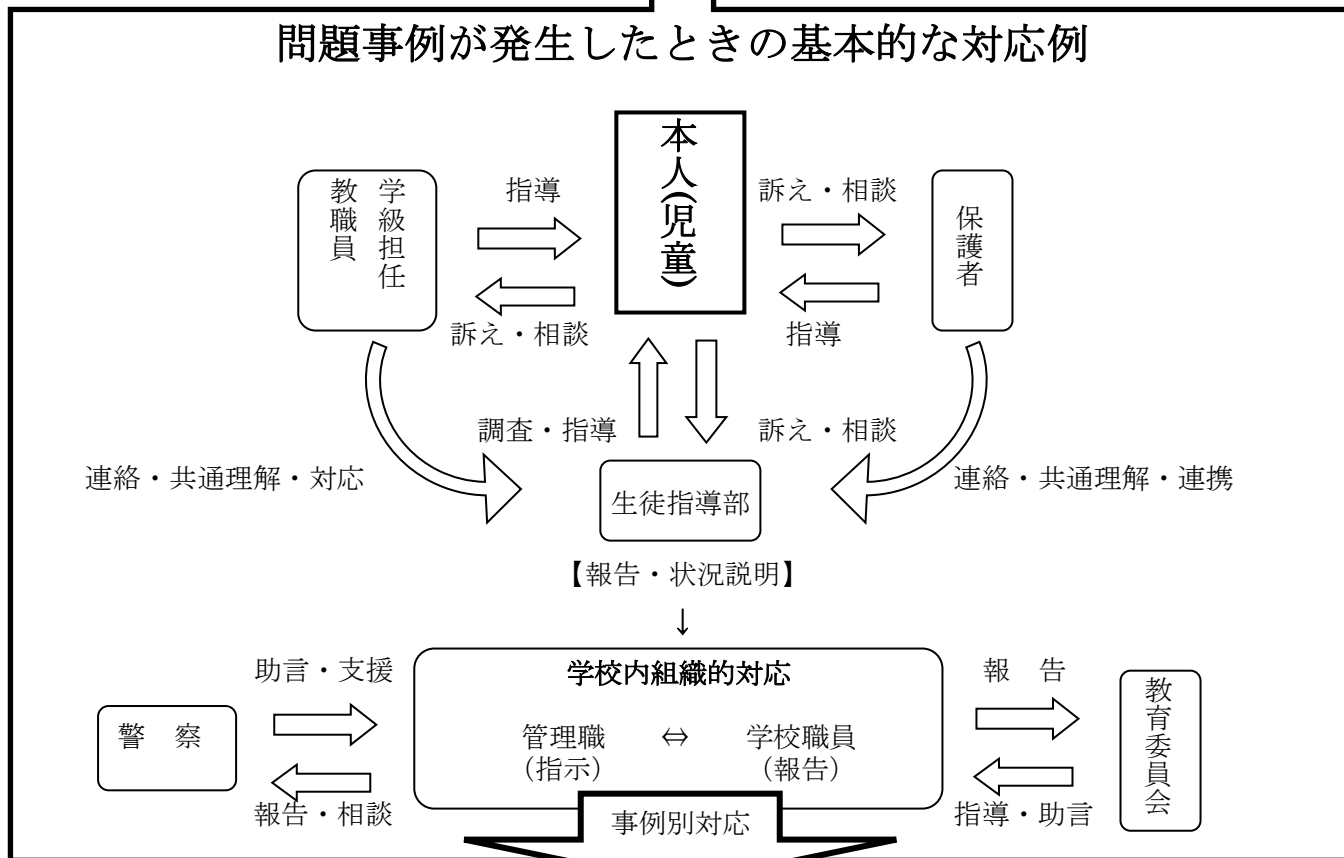 問題事例が発生したときの基本的な対応例
本人(児童)
学級担任
教職員
指導
訴え・相談
保護者
訴え・相談
指導
調査・指導
訴え・相談
連絡・共通理解・対応
生徒指導部
連絡・共通理解・連携
【報告・状況説明】
↓
助言・支援
学校内組織的対応
報　告
警　察
管理職　⇔　学校職員
（指示）　（報告）
教育委員会
報告・相談
指導・助言
事例別対応